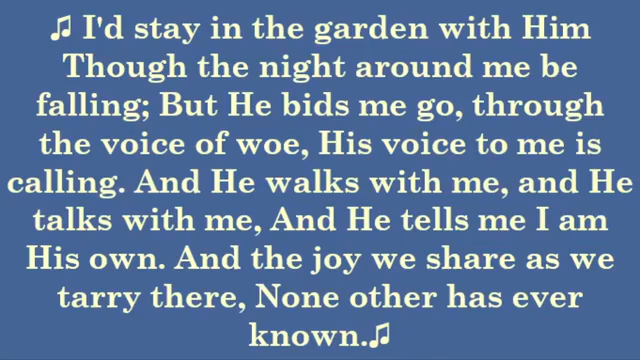 ♫ I'd stay in the garden with Him
Though the night around me be
falling; But He bids me go, through
the voice of woe, His voice to me is
calling. And He walks with me, and He
talks with me, And He tells me I am
His own. And the joy we share as we
tarry there, None other has ever
known.♫